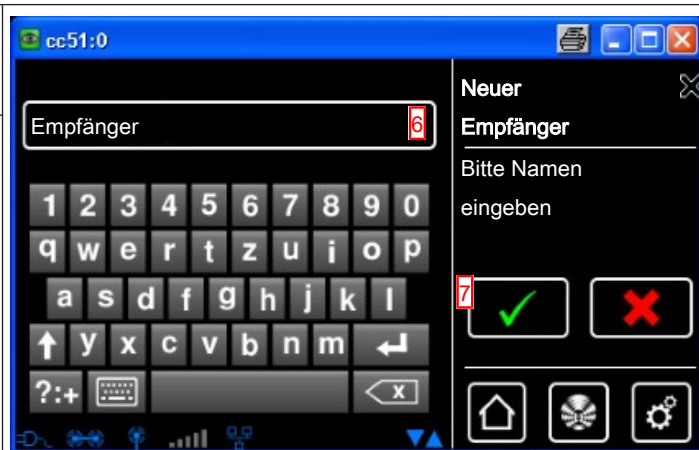 cc51:0
Empfänger 6
1 2 3 4 5 6 7 8 9 0
q w e r t z u i o p
a s d f g h j k l
y x c v b n m
?:+ x
Neuer
Empfänger
Bitte Namen
eingeben
7